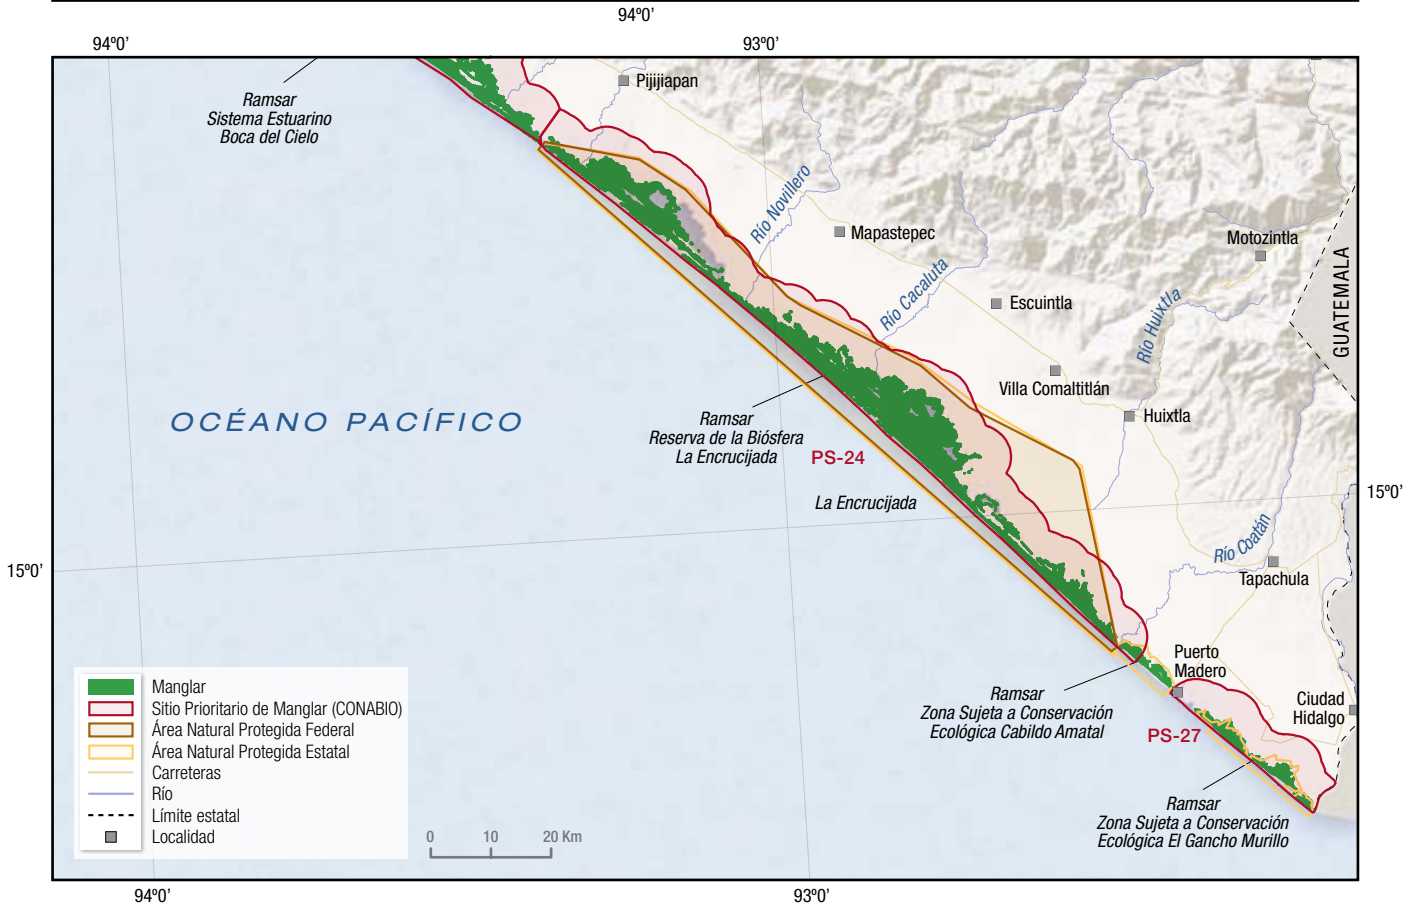 94º0’
94º0’
93º0’
Pijijiapan
Ramsar
Sistema Estuarino
Boca del Cielo
Río Novillero
Mapastepec
Motozintla
Río Cacaluta
Escuintla
Río Huixtla
GUATEMALA
Villa Comaltitlán
Huixtla
OCÉANO PACÍFICO
Ramsar
Reserva de la Biósfera
La Encrucijada
PS-24
La Encrucijada
15º0’
Río Coatán
Tapachula
15º0’
Puerto
Madero
Ramsar
Zona Sujeta a Conservación
Ecológica Cabildo Amatal
Ciudad
Hidalgo
PS-27
Ramsar
Zona Sujeta a Conservación
Ecológica El Gancho Murillo
Manglar
Sitio Prioritario de Manglar (CONABIO)
Área Natural Protegida Federal
Área Natural Protegida Estatal
Carreteras
Río
Límite estatal
Localidad
0 10 20 Km
94º0’
93º0’